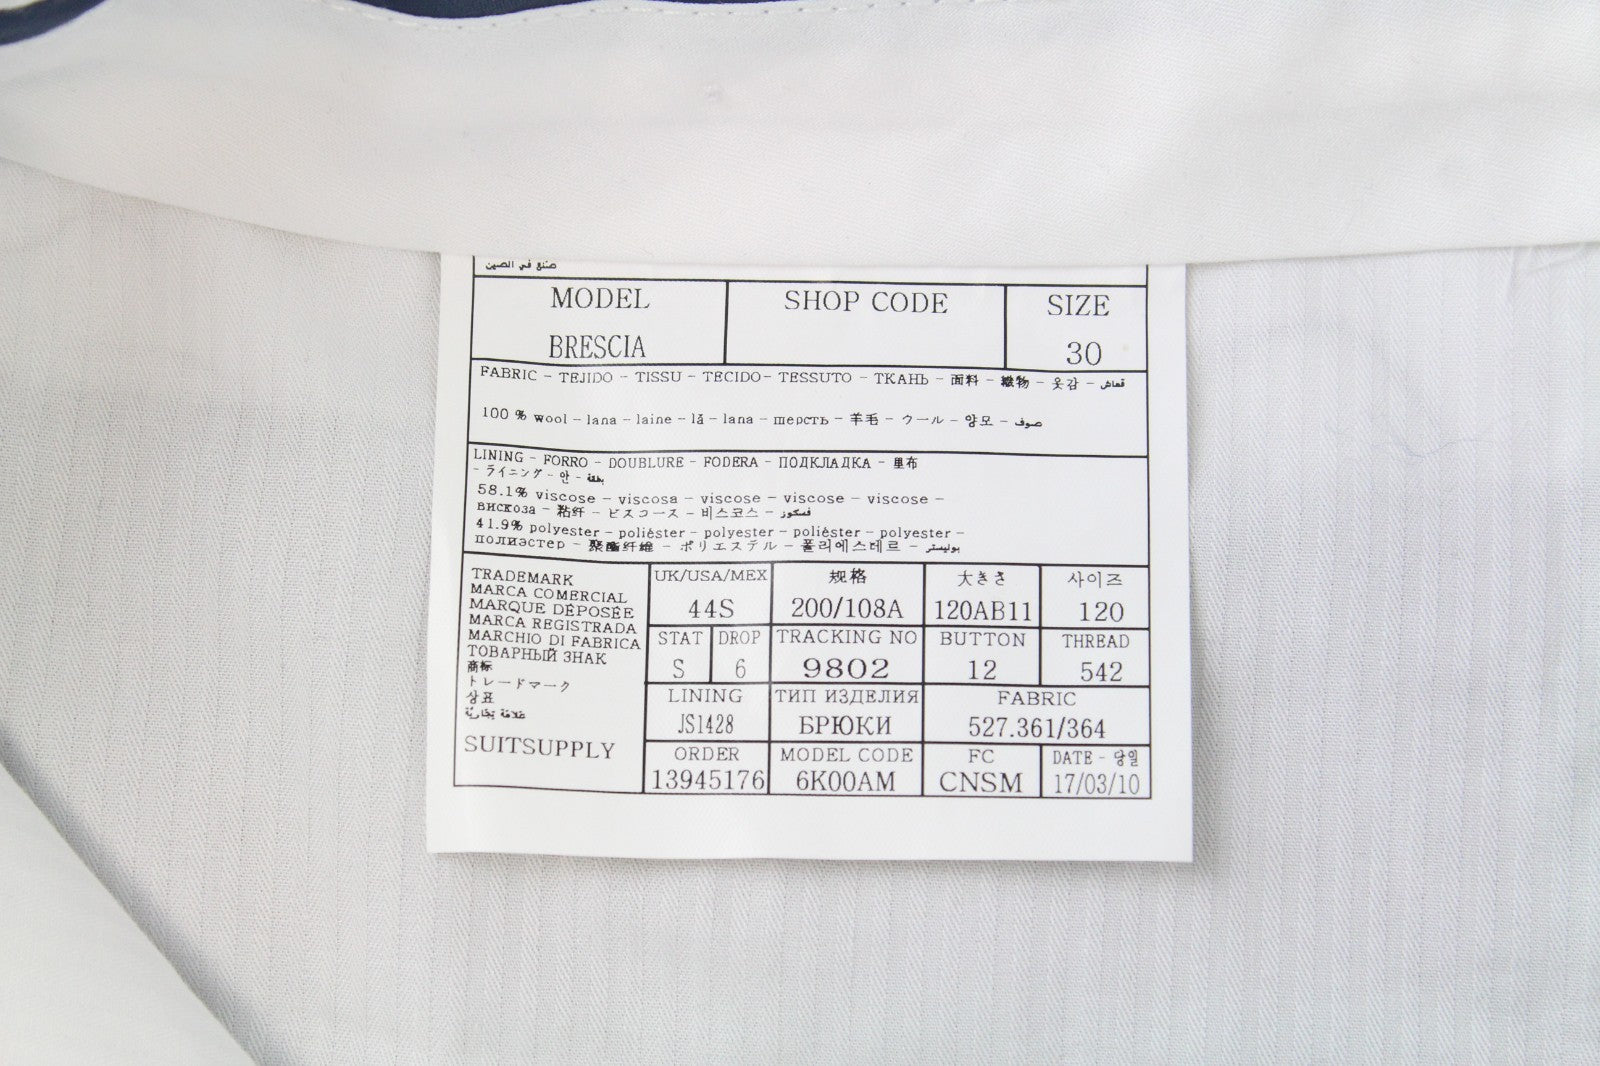 صنع في الصين
MODEL SHOP CODE SIZE
BRESCIA 30
FABRIC - TEJIDO - TISSU - TECIDO- TESSUTO - ТКАНЬ - 面料 - 織物 - 옷감 - قماش
100 % wool - lana - laine - lã - lana - шерсть - 羊毛 - ウール - 양모 - صوف
LINING - FORRO - DOUBLURE - FODERA - ПОДКЛАДКА - 里布
- ライニング - 안 - بطانة
58.1% viscose - viscosa - viscose - viscose - viscose -
вискоза - 粘纤 - ビスコース - 비스코스 - فسكوز
41.9% polyester - poliéster - polyester - poliéster - polyester -
полиэстер - 聚酯纤维 - ポリエステル - 폴리에스테르 - بوليستر
TRADEMARK
MARCA COMERCIAL
MARQUE DÉPOSÉE
MARCA REGISTRADA
MARCHIO DI FABRICA
ТОВАРНЫЙ ЗНАК
商标
トレードマーク
상표
علامة تجارية
SUITSUPPLY
UK/USA/MEX 规格 大きさ 사이즈
44S 200/108A 120AB11 120
STAT DROP TRACKING NO BUTTON THREAD
S 6 9802 12 542
LINING ТИП ИЗДЕЛИЯ FABRIC
JS1428 БРЮКИ 527.361/364
ORDER MODEL CODE FC DATE - 당일
13945176 6K00AM CNSM 17/03/10